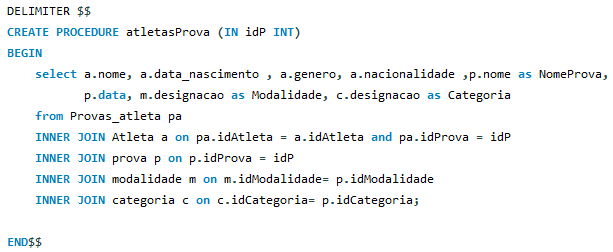 DELIMITER $$
CREATE PROCEDURE atletasProva (IN idP INT)
BEGIN
select a.nome, a.data_nascimento , a.genero, a.nacionalidade ,p.nome as NomeProva,
p.data, m.designacao as Modalidade, c.designacao as Categoria
from Provas_atleta pa
INNER JOIN Atleta a on pa.idAtleta = a.idAtleta and pa.idProva = idP
INNER JOIN prova p on p.idProva = idP
INNER JOIN modalidade m on m.idModalidade= p.idModalidade
INNER JOIN categoria c on c.idCategoria= p.idCategoria;
END$$